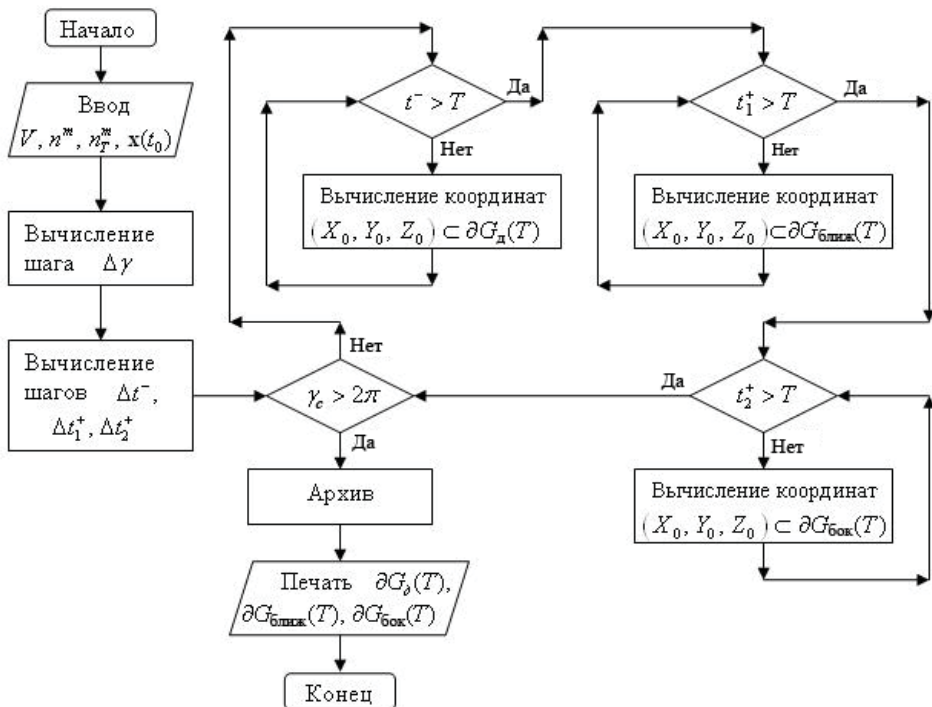 Начало
Ввод
V, n^m, n_T^m, x(t_0)
Вычисление
шага Δγ
Вычисление
шагов Δt^-,
Δt_1^+, Δt_2^+
t^- > T
Да
Нет
Вычисление координат
(X_0, Y_0, Z_0) ⊂ ∂G_д(T)
t_1^+ > T
Да
Нет
Вычисление координат
(X_0, Y_0, Z_0) ⊂ ∂G_ближ(T)
t_2^+ > T
Да
Нет
Вычисление координат
(X_0, Y_0, Z_0) ⊂ ∂G_бок(T)
γ_c > 2π
Нет
Да
Архив
Печать ∂G_д(T),
∂G_ближ(T), ∂G_бок(T)
Конец